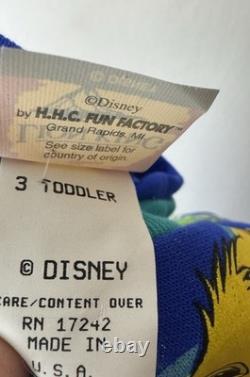 © DISNEY
©Disney
by H.H.C. FUN FACTORY™
Grand Rapids, MI
See size label for
country of origin.
3 TODDLER
© DISNEY
CARE/CONTENT OVER
RN 17242
MADE IN
U.S.A.